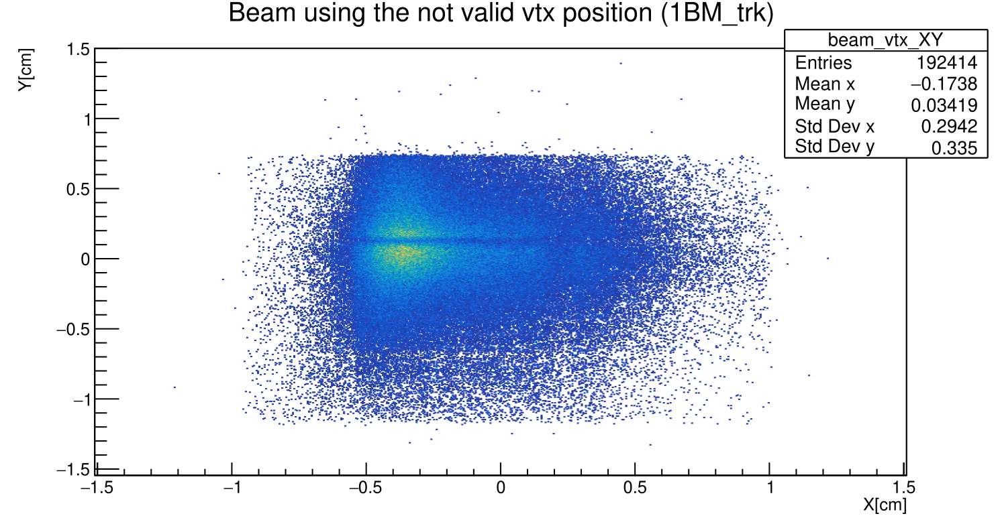 Beam using the not valid vtx position (1BM_trk)
beam_vtx_XY
Entries 192414
Mean x −0.1738
Mean y 0.03419
Std Dev x 0.2942
Std Dev y 0.335
Y[cm]
1.5
1
0.5
0
−0.5
−1
−1.5
−1.5 −1 −0.5 0 0.5 1 1.5
X[cm]